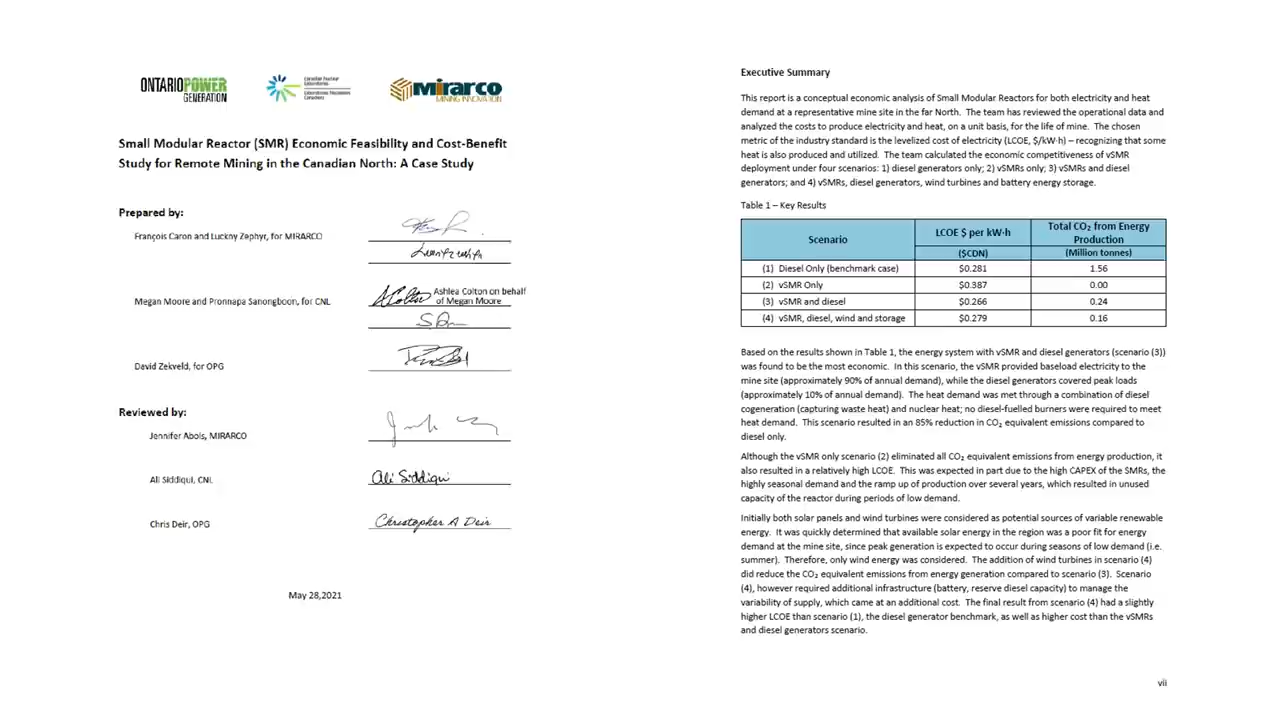 ONTARIOPOWER
GENERATION
Canadian Nuclear
Laboratories
Laboratoires Nucléaires
Canadiens
Mirarco
MINING INNOVATION
Small Modular Reactor (SMR) Economic Feasibility and Cost-Benefit
Study for Remote Mining in the Canadian North: A Case Study
Prepared by:
François Caron and Luckny Zephyr, for MIRARCO
Megan Moore and Pronnapa Sanongboon, for CNL
Ashlea Colton on behalf
of Megan Moore
David Zekveld, for OPG
Reviewed by:
Jennifer Abols, MIRARCO
Ali Siddiqui, CNL
Ali Siddiqui
Chris Deir, OPG
Christopher A Deir
May 28,2021
Executive Summary
This report is a conceptual economic analysis of Small Modular Reactors for both electricity and heat
demand at a representative mine site in the far North. The team has reviewed the operational data and
analyzed the costs to produce electricity and heat, on a unit basis, for the life of mine. The chosen
metric of the industry standard is the levelized cost of electricity (LCOE, $/kW·h) – recognizing that some
heat is also produced and utilized. The team calculated the economic competitiveness of vSMR
deployment under four scenarios: 1) diesel generators only; 2) vSMRs only; 3) vSMRs and diesel
generators; and 4) vSMRs, diesel generators, wind turbines and battery energy storage.
Table 1 – Key Results
Scenario
LCOE $ per kW·h
($CDN)
Total CO₂ from Energy
Production
(Million tonnes)
(1) Diesel Only (benchmark case) $0.281 1.56
(2) vSMR Only $0.387 0.00
(3) vSMR and diesel $0.266 0.24
(4) vSMR, diesel, wind and storage $0.279 0.16
Based on the results shown in Table 1, the energy system with vSMR and diesel generators (scenario (3))
was found to be the most economic. In this scenario, the vSMR provided baseload electricity to the
mine site (approximately 90% of annual demand), while the diesel generators covered peak loads
(approximately 10% of annual demand). The heat demand was met through a combination of diesel
cogeneration (capturing waste heat) and nuclear heat; no diesel-fuelled burners were required to meet
heat demand. This scenario resulted in an 85% reduction in CO₂ equivalent emissions compared to
diesel only.
Although the vSMR only scenario (2) eliminated all CO₂ equivalent emissions from energy production, it
also resulted in a relatively high LCOE. This was expected in part due to the high CAPEX of the SMRs, the
highly seasonal demand and the ramp up of production over several years, which resulted in unused
capacity of the reactor during periods of low demand.
Initially both solar panels and wind turbines were considered as potential sources of variable renewable
energy. It was quickly determined that available solar energy in the region was a poor fit for energy
demand at the mine site, since peak generation is expected to occur during seasons of low demand (i.e.
summer). Therefore, only wind energy was considered. The addition of wind turbines in scenario (4)
did reduce the CO₂ equivalent emissions from energy generation compared to scenario (3). Scenario
(4), however required additional infrastructure (battery, reserve diesel capacity) to manage the
variability of supply, which came at an additional cost. The final result from scenario (4) had a slightly
higher LCOE than scenario (1), the diesel generator benchmark, as well as higher cost than the vSMRs
and diesel generators scenario.
vii